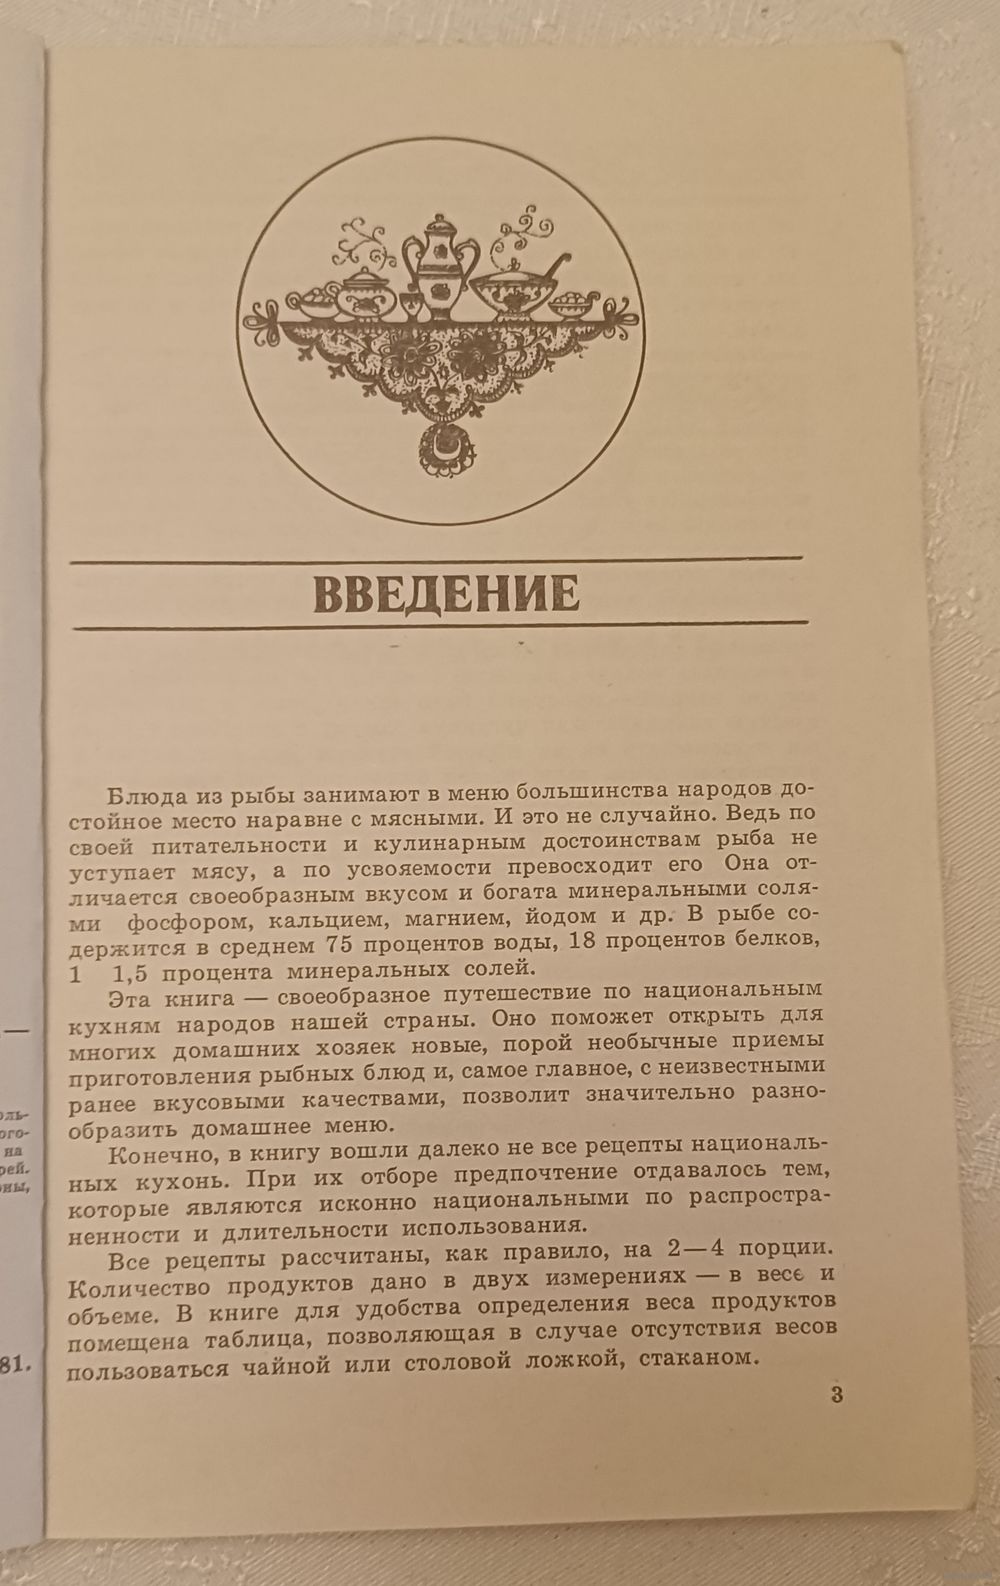 ВВЕДЕНИЕ
Блюда из рыбы занимают в меню большинства народов до-
стойное место наравне с мясными. И это не случайно. Ведь по
своей питательности и кулинарным достоинствам рыба не
уступает мясу, а по усвояемости превосходит его Она от-
личается своеобразным вкусом и богата минеральными соля-
ми фосфором, кальцием, магнием, йодом и др. В рыбе со-
держится в среднем 75 процентов воды, 18 процентов белков,
1 1,5 процента минеральных солей.
Эта книга — своеобразное путешествие по национальным
кухням народов нашей страны. Оно поможет открыть для
многих домашних хозяек новые, порой необычные приемы
приготовления рыбных блюд и, самое главное, с неизвестными
ранее вкусовыми качествами, позволит значительно разно-
образить домашнее меню.
Конечно, в книгу вошли далеко не все рецепты националь-
ных кухонь. При их отборе предпочтение отдавалось тем,
которые являются исконно национальными по распростра-
ненности и длительности использования.
Все рецепты рассчитаны, как правило, на 2—4 порции.
Количество продуктов дано в двух измерениях — в весе и
объеме. В книге для удобства определения веса продуктов
помещена таблица, позволяющая в случае отсутствия весов
пользоваться чайной или столовой ложкой, стаканом.
3
—
оль-
ого-
на
рей.
ны,
81.